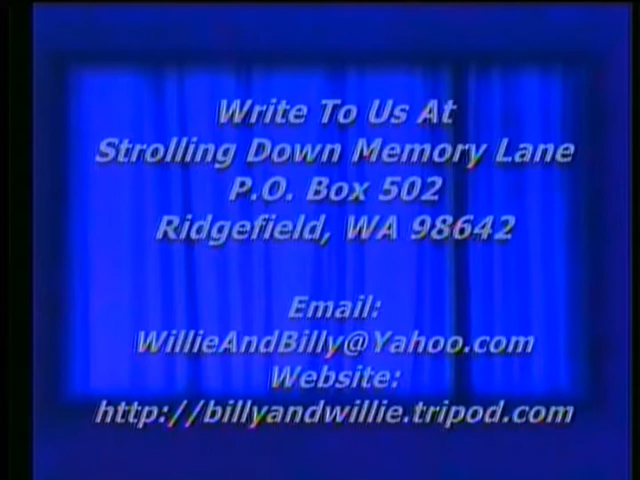 Write To Us At
Strolling Down Memory Lane
P.O. Box 502
Ridgefield, WA 98642
Email:
WillieAndBilly@Yahoo.com
Website:
http://billyandwillie.tripod.com